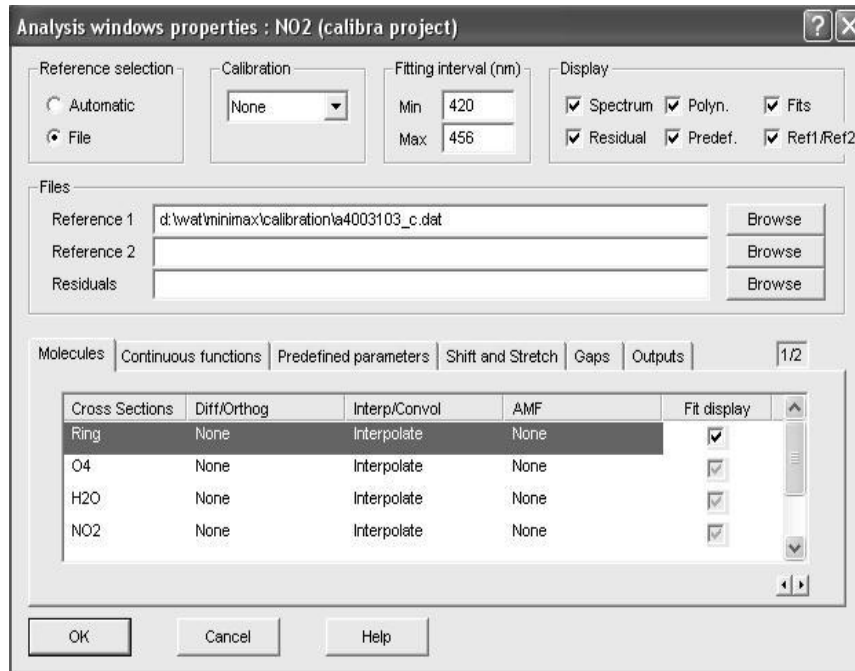 Analysis windows properties : NO2 (calibra project)
Reference selection
Automatic
File
Calibration
None
Fitting interval (nm)
Min 420
Max 456
Display
Spectrum Polyn. Fits
Residual Predef. Ref1/Ref2
Files
Reference 1 d:\wat\minimax\calibration\a4003103_c.dat Browse
Reference 2 Browse
Residuals Browse
Molecules Continuous functions Predefined parameters Shift and Stretch Gaps Outputs 1/2
Cross Sections Diff/Orthog Interp/Convol AMF Fit display
Ring None Interpolate None
O4 None Interpolate None
H2O None Interpolate None
NO2 None Interpolate None
OK Cancel Help